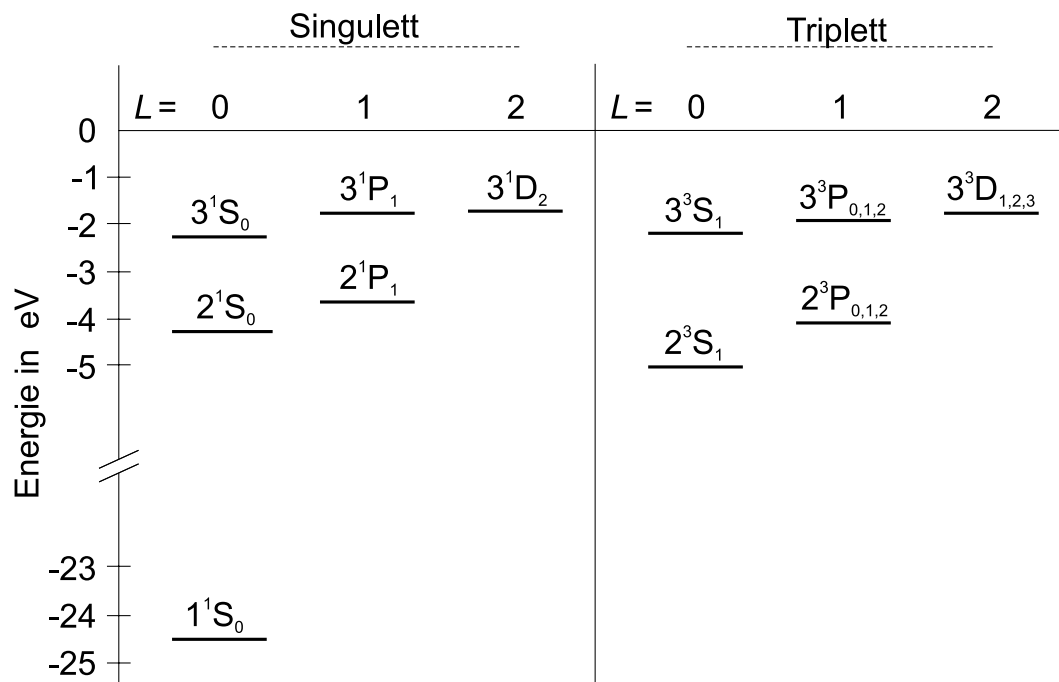 Singulett Triplett
L = 0 1 2 L = 0 1 2
0
-1
3¹P₁ 3¹D₂ 3³P₀,₁,₂ 3³D₁,₂,₃
3¹S₀ 3³S₁
-2
-3
2¹P₁
2¹S₀ 2³P₀,₁,₂
-4
2³S₁
-5
Energie in eV
-23
-24
1¹S₀
-25